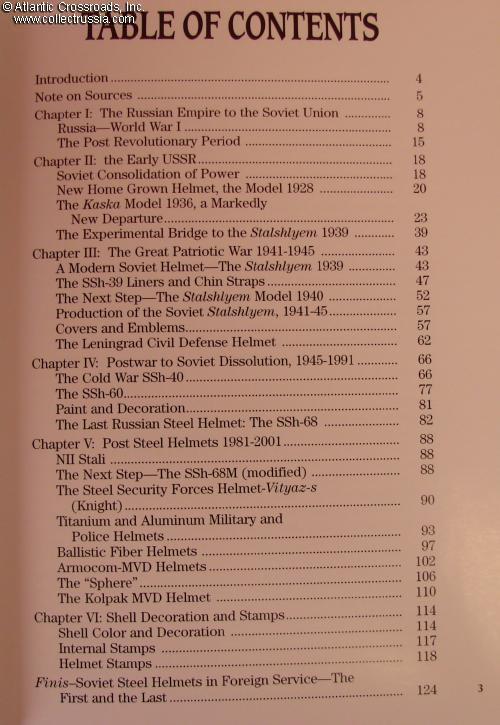 © Atlantic Crossroads, Inc.
www.collectrussia.com
TABLE OF CONTENTS
Introduction ........ 4
Note on Sources ........ 5
Chapter I: The Russian Empire to the Soviet Union ........ 8
Russia—World War I ........ 8
The Post Revolutionary Period ........ 15
Chapter II: the Early USSR ........ 18
Soviet Consolidation of Power ........ 18
New Home Grown Helmet, the Model 1928 ........ 20
The Kaska Model 1936, a Markedly
New Departure ........ 23
The Experimental Bridge to the Stalshlyem 1939 ........ 39
Chapter III: The Great Patriotic War 1941-1945 ........ 43
A Modern Soviet Helmet—The Stalshlyem 1939 ........ 43
The SSh-39 Liners and Chin Straps ........ 47
The Next Step—The Stalshlyem Model 1940 ........ 52
Production of the Soviet Stalshlyem, 1941-45 ........ 57
Covers and Emblems ........ 57
The Leningrad Civil Defense Helmet ........ 62
Chapter IV: Postwar to Soviet Dissolution, 1945-1991 ........ 66
The Cold War SSh-40 ........ 66
The SSh-60 ........ 77
Paint and Decoration ........ 81
The Last Russian Steel Helmet: The SSh-68 ........ 82
Chapter V: Post Steel Helmets 1981-2001 ........ 88
NII Stali ........ 88
The Next Step—The SSh-68M (modified) ........ 88
The Steel Security Forces Helmet-Vityaz-s
(Knight) ........ 90
Titanium and Aluminum Military and
Police Helmets ........ 93
Ballistic Fiber Helmets ........ 97
Armocom-MVD Helmets ........ 102
The “Sphere” ........ 106
The Kolpak MVD Helmet ........ 110
Chapter VI: Shell Decoration and Stamps ........ 114
Shell Color and Decoration ........ 114
Internal Stamps ........ 117
Helmet Stamps ........ 118
Finis–Soviet Steel Helmets in Foreign Service—The
First and the Last ........ 124
3